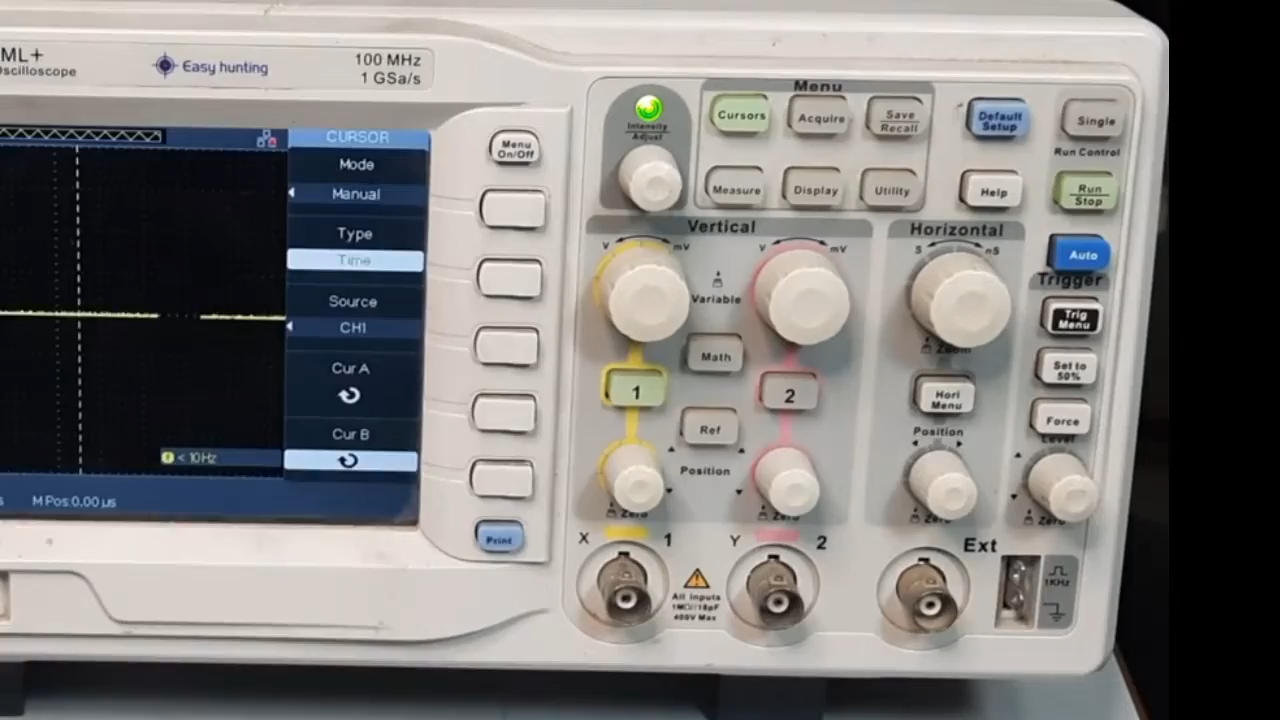 ML+
Oscilloscope
Easy hunting
100 MHz
1 GSa/s
CURSOR
Mode
Manual
Type
Time
Source
CH1
Cur A
Cur B
< 10Hz
M Pos:0.00 µs
Menu
On/Off
Print
Intensity
Adjust
Menu
Cursors
Acquire
Save
Recall
Measure
Display
Utility
Default
Setup
Help
Single
Run Control
Run
Stop
Auto
Vertical
V
mV
V
mV
Variable
Math
1
2
Ref
Position
Zero
Zero
Horizontal
S
nS
Zoom
Hori
Menu
Position
Zero
Trigger
Trig
Menu
Set to
50%
Force
Level
Zero
X
1
Y
2
Ext
All inputs
1MΩ//18pF
400V Max
1KHz